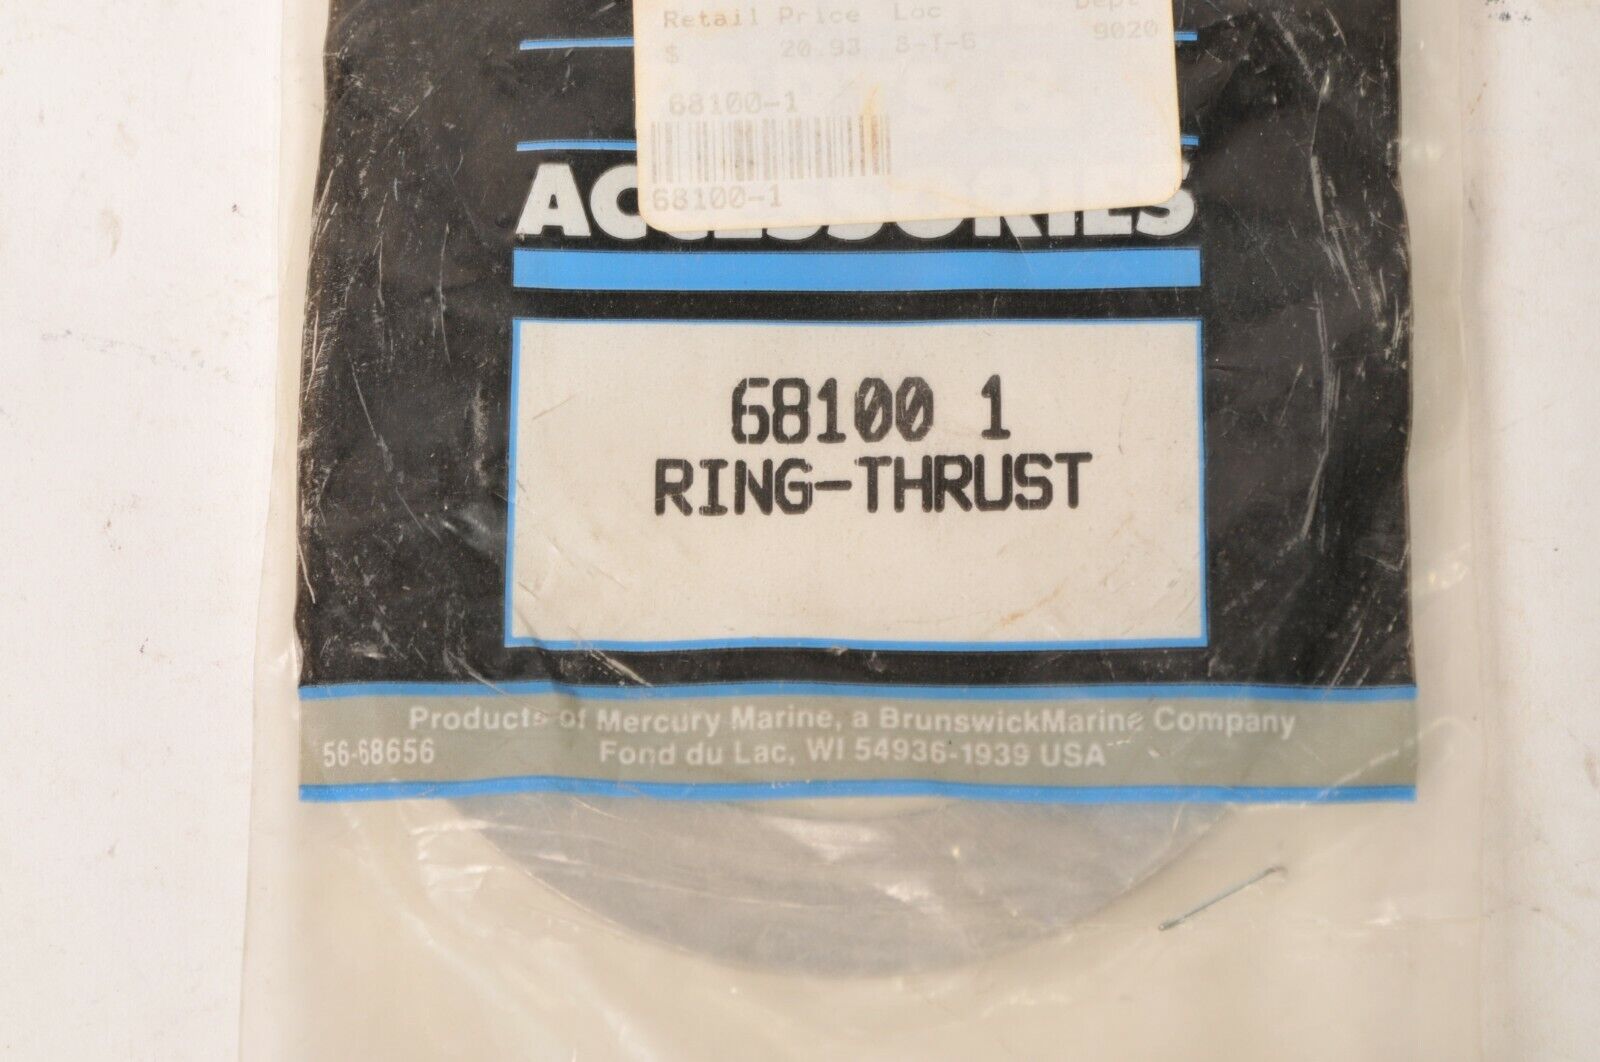 Retail Price Loc Dept
$ 20.93 S-T-6 9020
68100-1
68100-1
ACCESSORIES
68100 1
RING-THRUST
Products of Mercury Marine, a BrunswickMarine Company
56-68656 Fond du Lac, WI 54936-1939 USA